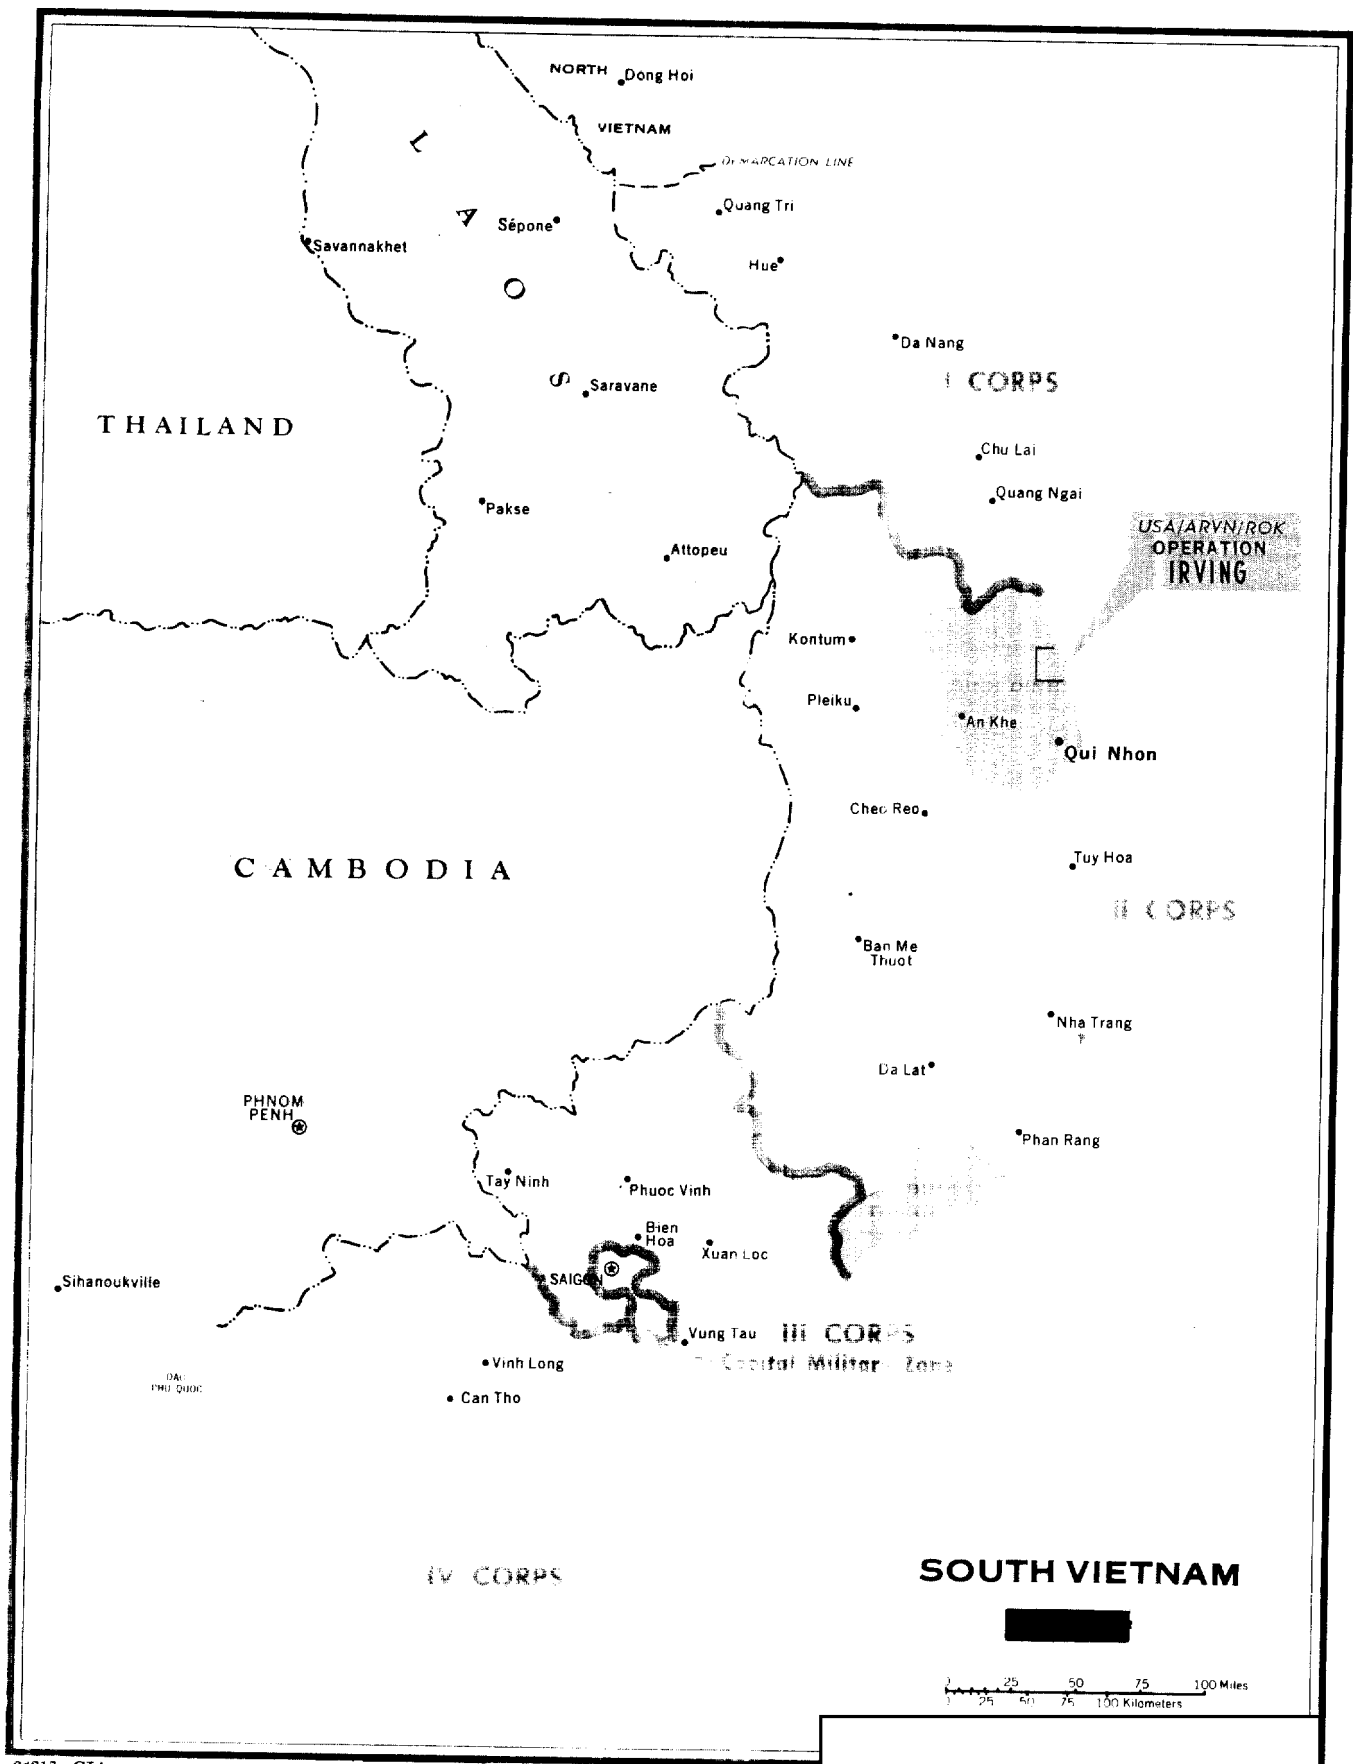 NORTH
Dong Hoi
VIETNAM
DEMARCATION LINE
L A O S
Quang Tri
Sépone
Savannakhet
Hue
Da Nang
I CORPS
Saravane
THAILAND
Chu Lai
Quang Ngai
Pakse
USA/ARVN/ROK
OPERATION
IRVING
Attopeu
Kontum
Pleiku
An Khe
Qui Nhon
Cheo Reo
CAMBODIA
Tuy Hoa
II CORPS
Ban Me
Thuot
Nha Trang
Da Lat
PHNOM
PENH
Phan Rang
Tay Ninh
Phuoc Vinh
Bien
Hoa
Xuan Loc
SAIGON
Sihanoukville
Vung Tau
III CORPS
Capital Military Zone
Vinh Long
DAO
PHU QUOC
Can Tho
IV CORPS
SOUTH VIETNAM
0 25 50 75 100 Miles
0 25 50 75 100 Kilometers